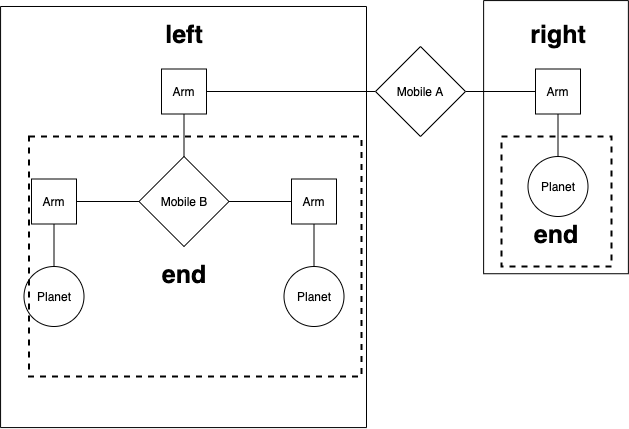 left
right
Arm
Mobile A
Arm
Planet
Arm
Mobile B
Arm
end
end
Planet
Planet